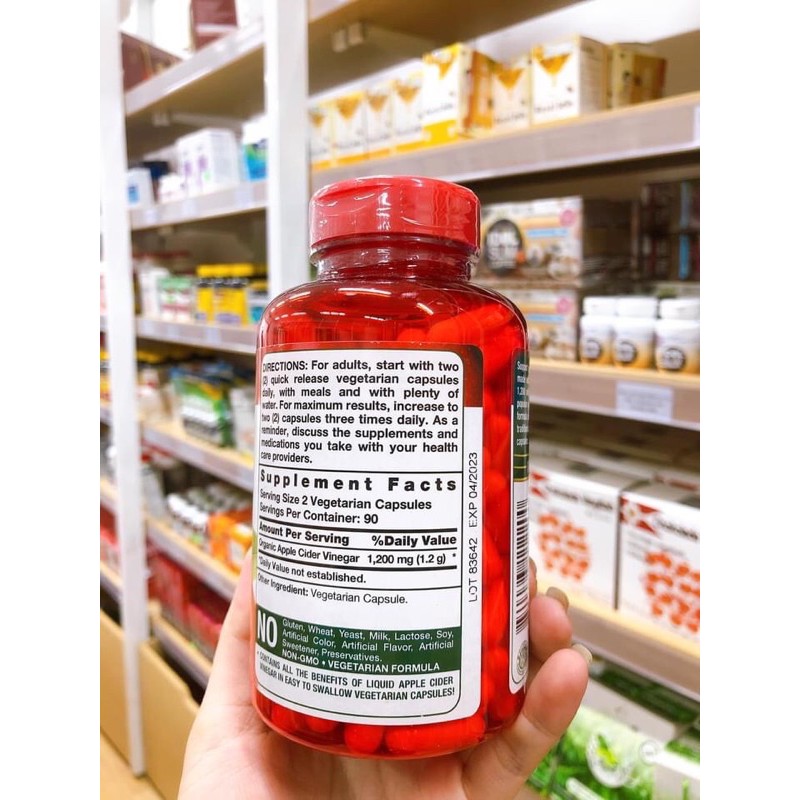 DIRECTIONS: For adults, start with two
(2) quick release vegetarian capsules
daily, with meals and with plenty of
water. For maximum results, increase to
two (2) capsules three times daily. As a
reminder, discuss the supplements and
medications you take with your health
care providers.
Supplement Facts
Serving Size 2 Vegetarian Capsules
Servings Per Container: 90
Amount Per Serving %Daily Value
Organic Apple Cider Vinegar 1,200 mg (1.2 g) *
*Daily Value not established.
Other Ingredient: Vegetarian Capsule.
NO
Gluten, Wheat, Yeast, Milk, Lactose, Soy,
Artificial Color, Artificial Flavor, Artificial
Sweetener, Preservatives.
NON-GMO • VEGETARIAN FORMULA
• CONTAINS ALL THE BENEFITS OF LIQUID APPLE CIDER
VINEGAR IN EASY TO SWALLOW VEGETARIAN CAPSULES!
LOT 83642 EXP 04/2023